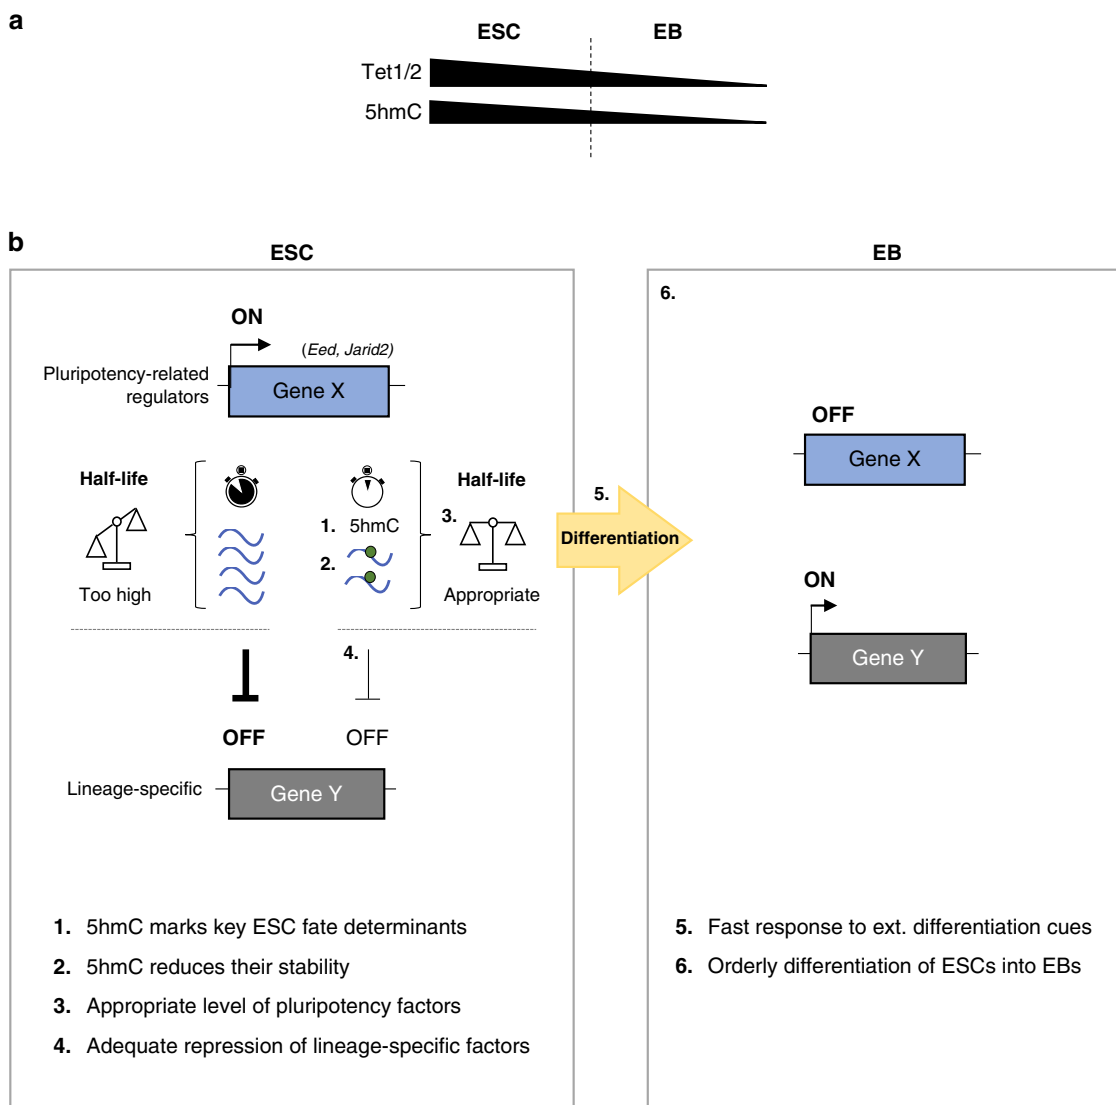 a
ESC
EB
Tet1/2
5hmC
b
ESC
EB
6.
ON
(Eed, Jarid2)
Pluripotency-related
regulators
Gene X
OFF
Gene X
Half-life
Half-life
5.
3.
1. 5hmC
Differentiation
2.
ON
Too high
Appropriate
4.
Gene Y
OFF
OFF
Lineage-specific
Gene Y
1. 5hmC marks key ESC fate determinants
2. 5hmC reduces their stability
3. Appropriate level of pluripotency factors
4. Adequate repression of lineage-specific factors
5. Fast response to ext. differentiation cues
6. Orderly differentiation of ESCs into EBs